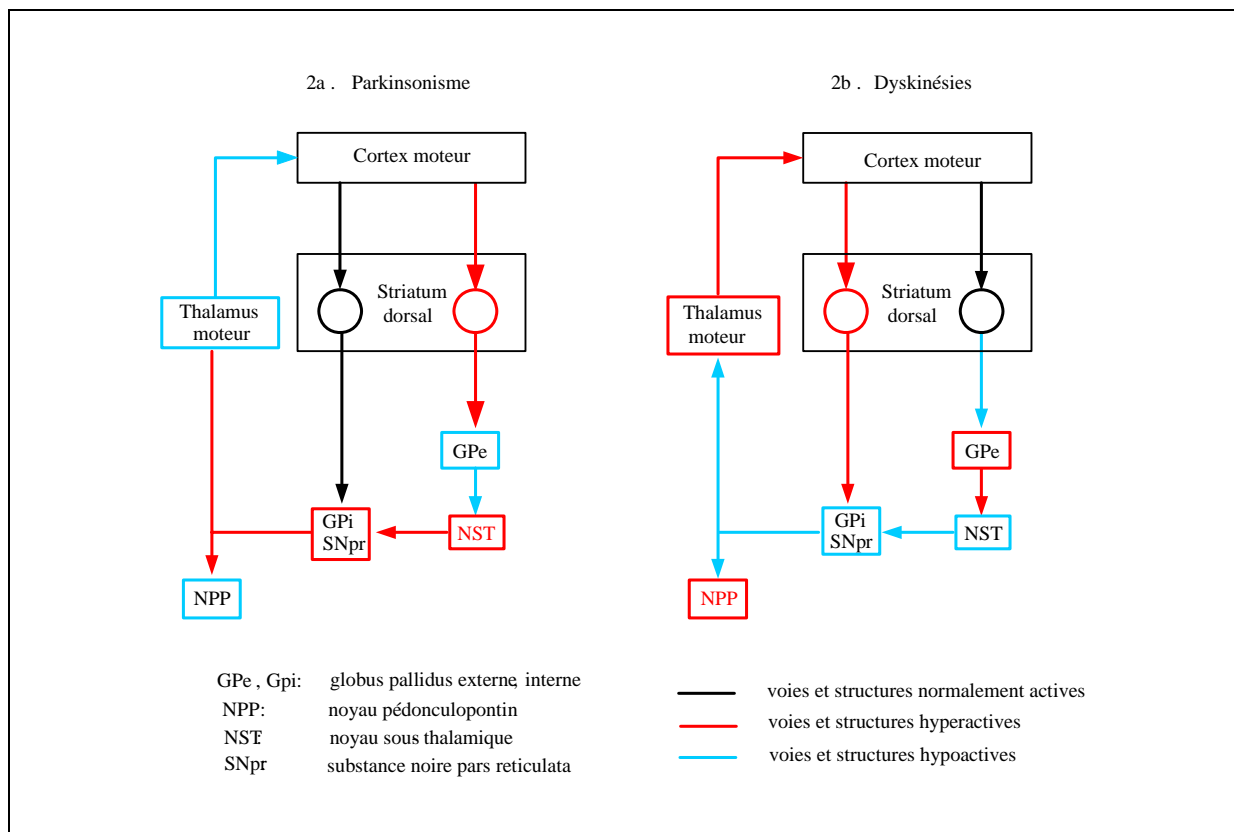 2a . Parkinsonisme
Cortex moteur
Striatum
dorsal
Thalamus
moteur
GPe
GPi
SNpr
NST
NPP
2b . Dyskinésies
Cortex moteur
Striatum
dorsal
Thalamus
moteur
GPe
GPi
SNpr
NST
NPP
GPe , Gpi: globus pallidus externe, interne
NPP: noyau pédonculopontin
NST: noyau sous-thalamique
SNpr substance noire pars reticulata
voies et structures normalement actives
voies et structures hyperactives
voies et structures hypoactives